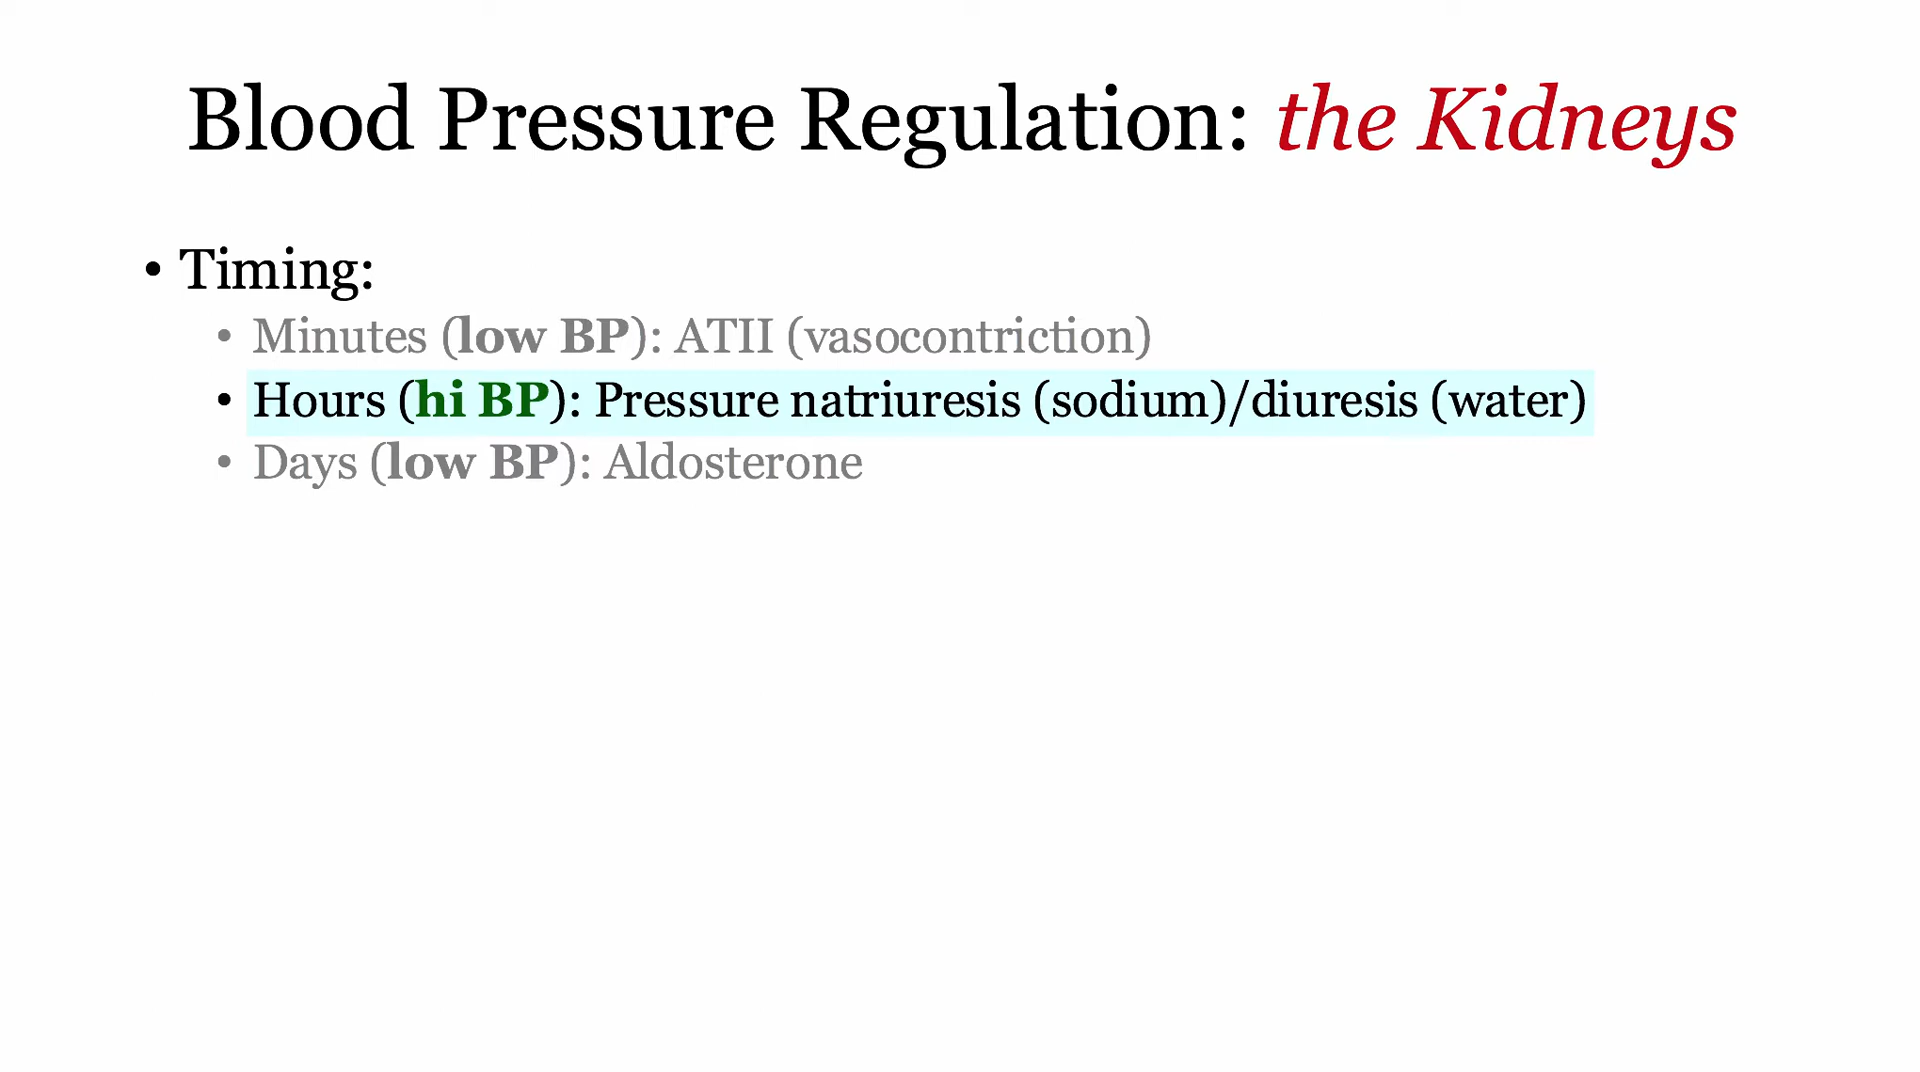 Blood Pressure Regulation: the Kidneys
• Timing:
• Minutes (low BP): ATII (vasocontriction)
• Hours (hi BP): Pressure natriuresis (sodium)/diuresis (water)
• Days (low BP): Aldosterone